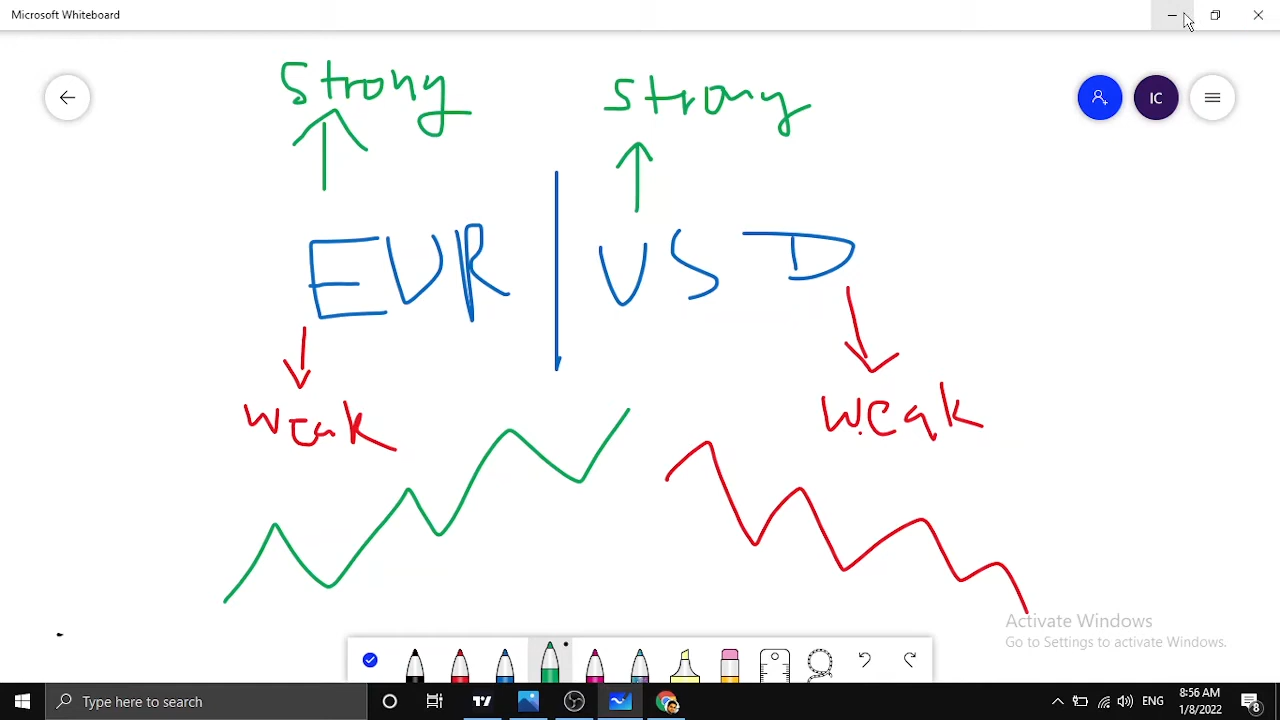 Microsoft Whiteboard
Strong
Strong
IC
EUR | USD
Weak
Weak
Activate Windows
Go to Settings to activate Windows.
Type here to search
ENG
8:56 AM
1/8/2022
8